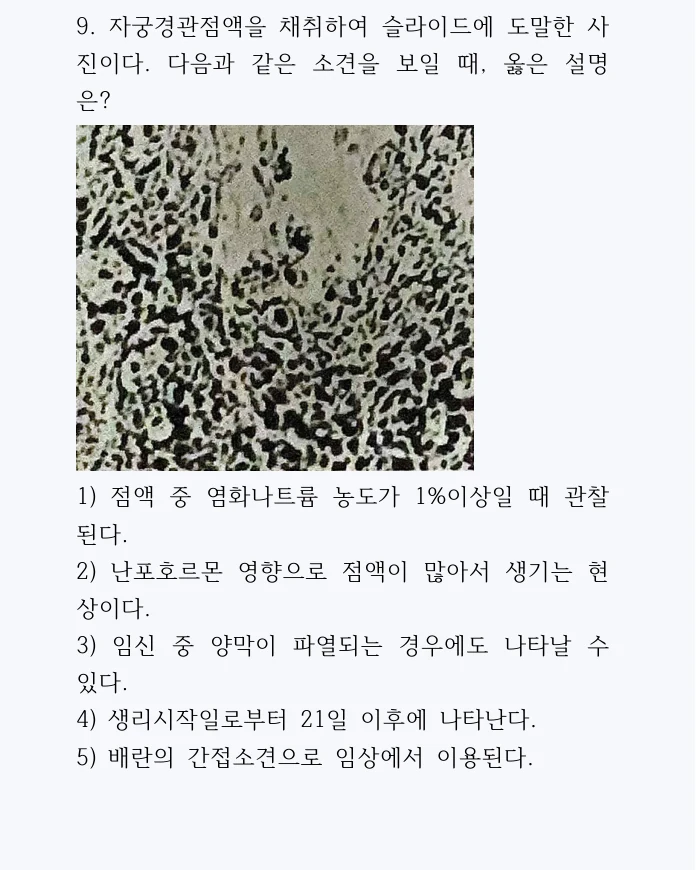 9. 자궁경관점액을 채취하여 슬라이드에 도말한 사
진이다. 다음과 같은 소견을 보일 때, 옳은 설명
은?
1) 점액 중 염화나트륨 농도가 1%이상일 때 관찰
된다.
2) 난포호르몬 영향으로 점액이 많아서 생기는 현
상이다.
3) 임신 중 양막이 파열되는 경우에도 나타날 수
있다.
4) 생리시작일로부터 21일 이후에 나타난다.
5) 배란의 간접소견으로 임상에서 이용된다.